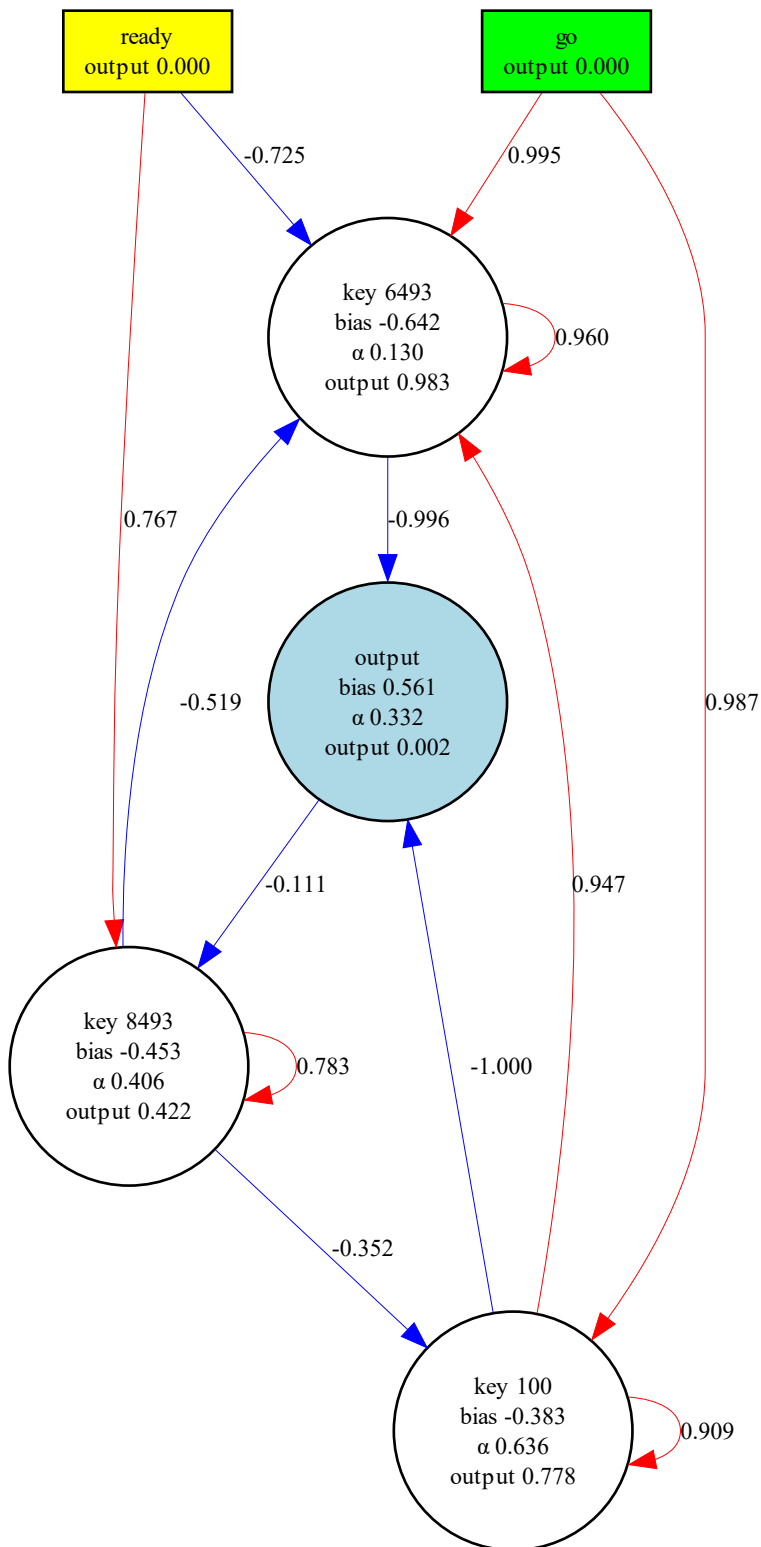 ready
output 0.000
go
output 0.000
-0.725
0.995
key 6493
bias -0.642
α 0.130
output 0.983
0.960
0.767
-0.996
output
bias 0.561
α 0.332
output 0.002
-0.519
0.987
-0.111
0.947
key 8493
bias -0.453
α 0.406
output 0.422
0.783
-1.000
-0.352
key 100
bias -0.383
α 0.636
output 0.778
0.909